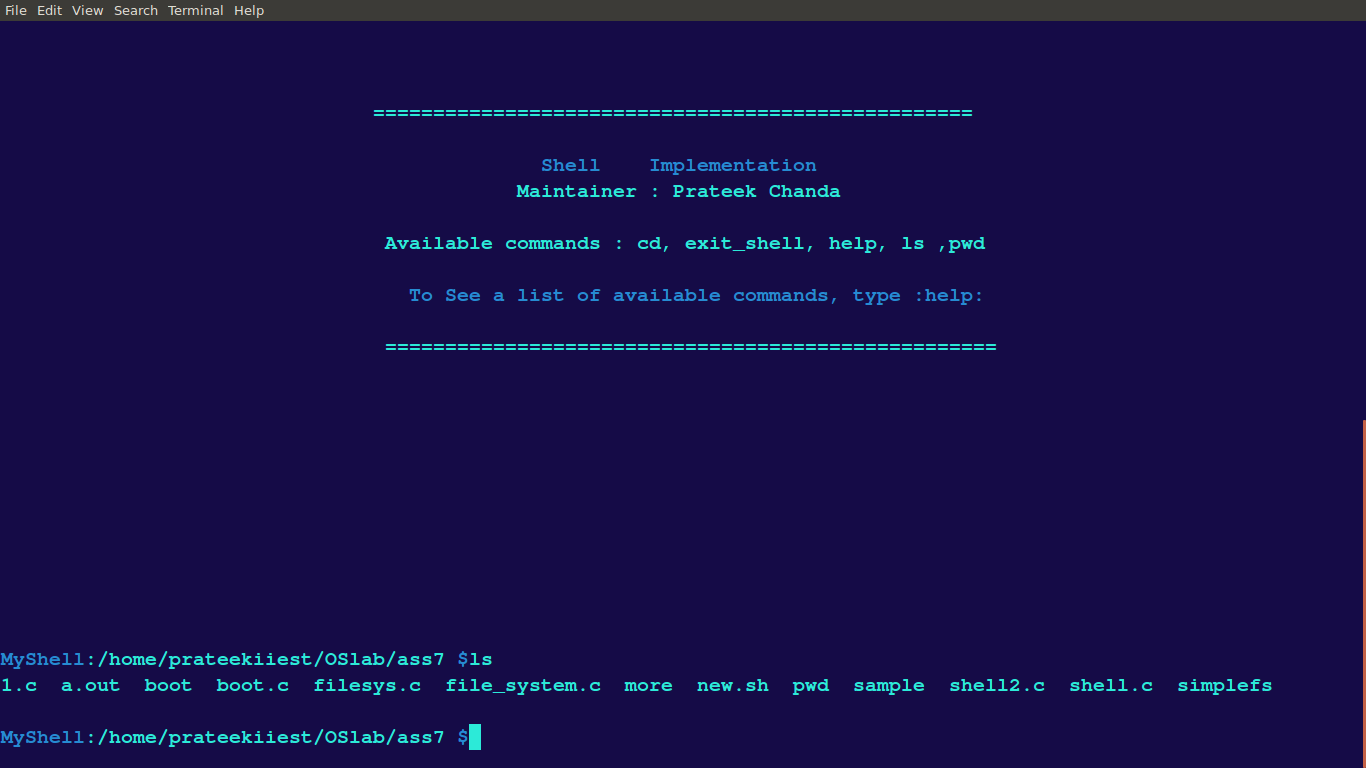 File Edit View Search Terminal Help
==================================================
Shell    Implementation
Maintainer : Prateek Chanda
Available commands : cd, exit_shell, help, ls ,pwd
To See a list of available commands, type :help:
===================================================
MyShell:/home/prateekiiest/OSlab/ass7 $ls
1.c  a.out  boot  boot.c  filesys.c  file_system.c  more  new.sh  pwd  sample  shell2.c  shell.c  simplefs
MyShell:/home/prateekiiest/OSlab/ass7 $